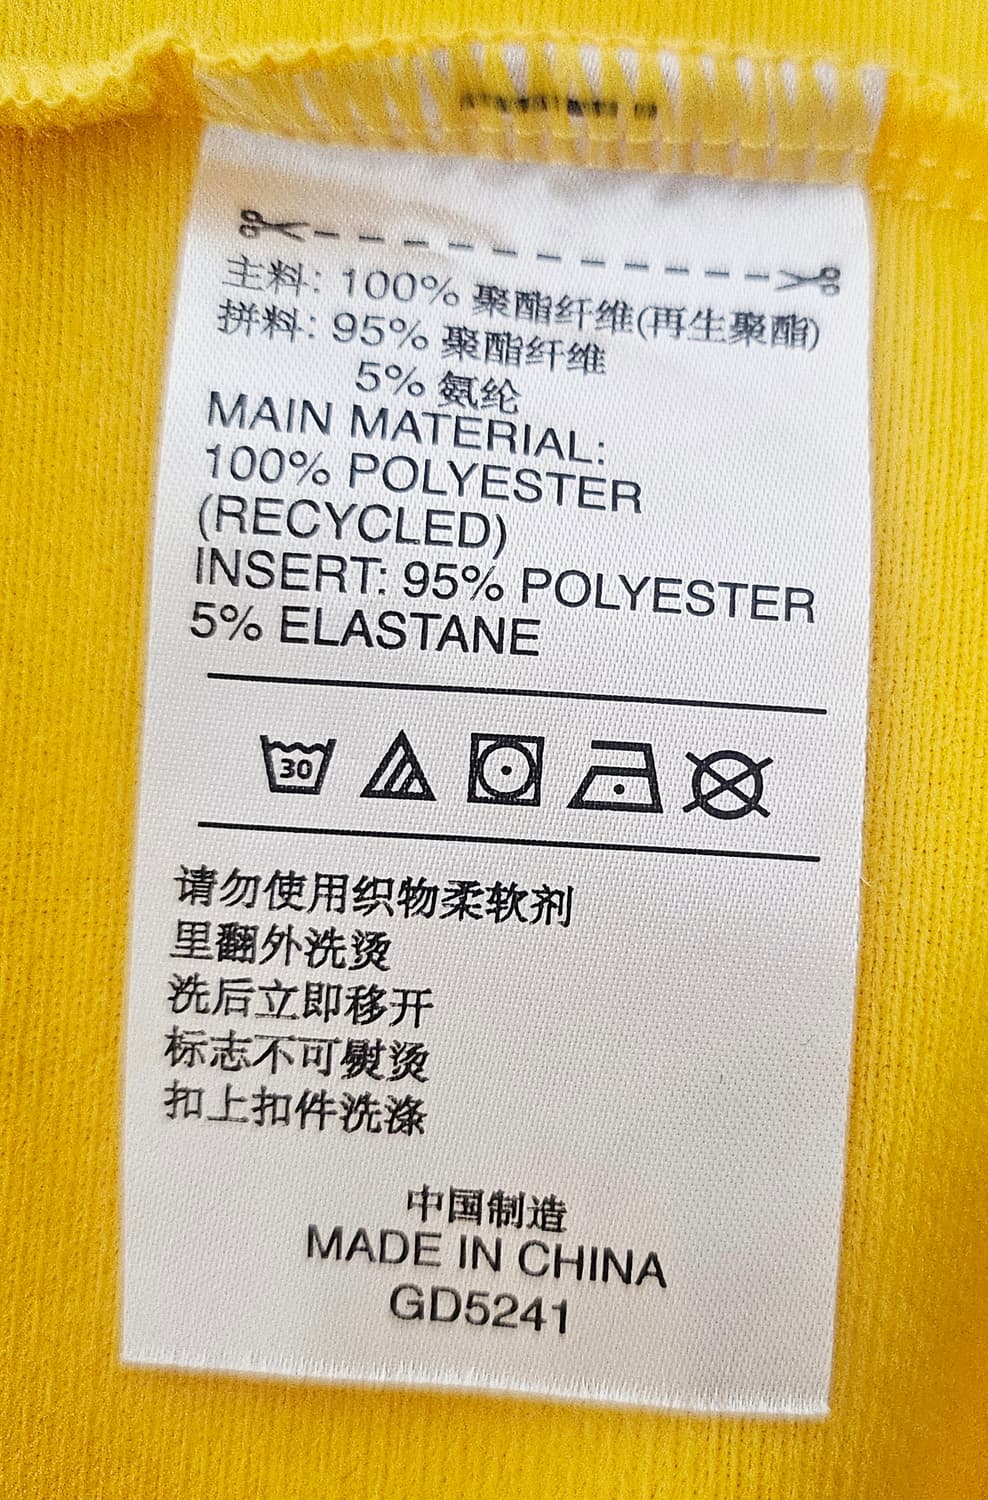 主料: 100% 聚酯纤维(再生聚酯)
拼料: 95% 聚酯纤维
5% 氨纶
MAIN MATERIAL:
100% POLYESTER
(RECYCLED)
INSERT: 95% POLYESTER
5% ELASTANE
30
请勿使用织物柔软剂
里翻外洗烫
洗后立即移开
标志不可熨烫
扣上扣件洗涤
中国制造
MADE IN CHINA
GD5241